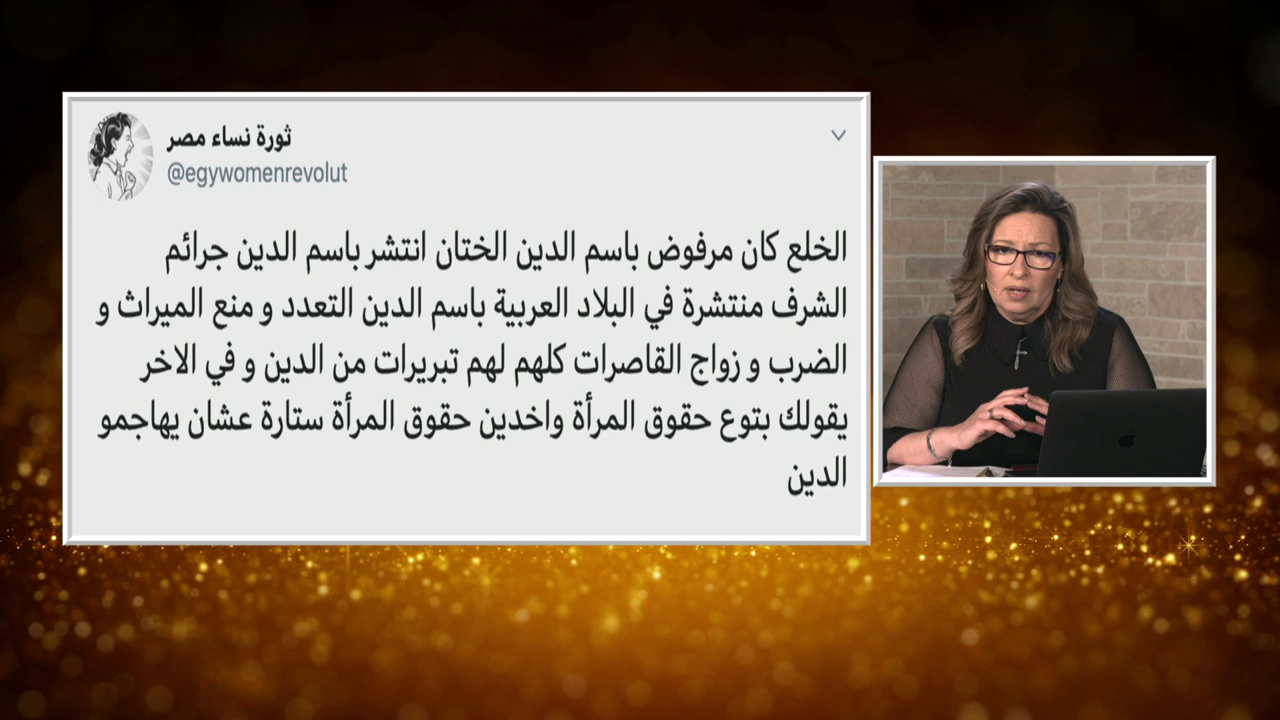 ثورة نساء مصر
@egywomenrevolut
الخلع كان مرفوض باسم الدين الختان انتشر باسم الدين جرائم
الشرف منتشرة في البلاد العربية باسم الدين التعدد و منع الميراث و
الضرب و زواج القاصرات كلهم لهم تبريرات من الدين و في الاخر
يقولك بتوع حقوق المرأة واخدين حقوق المرأة ستارة عشان يهاجمو
الدين